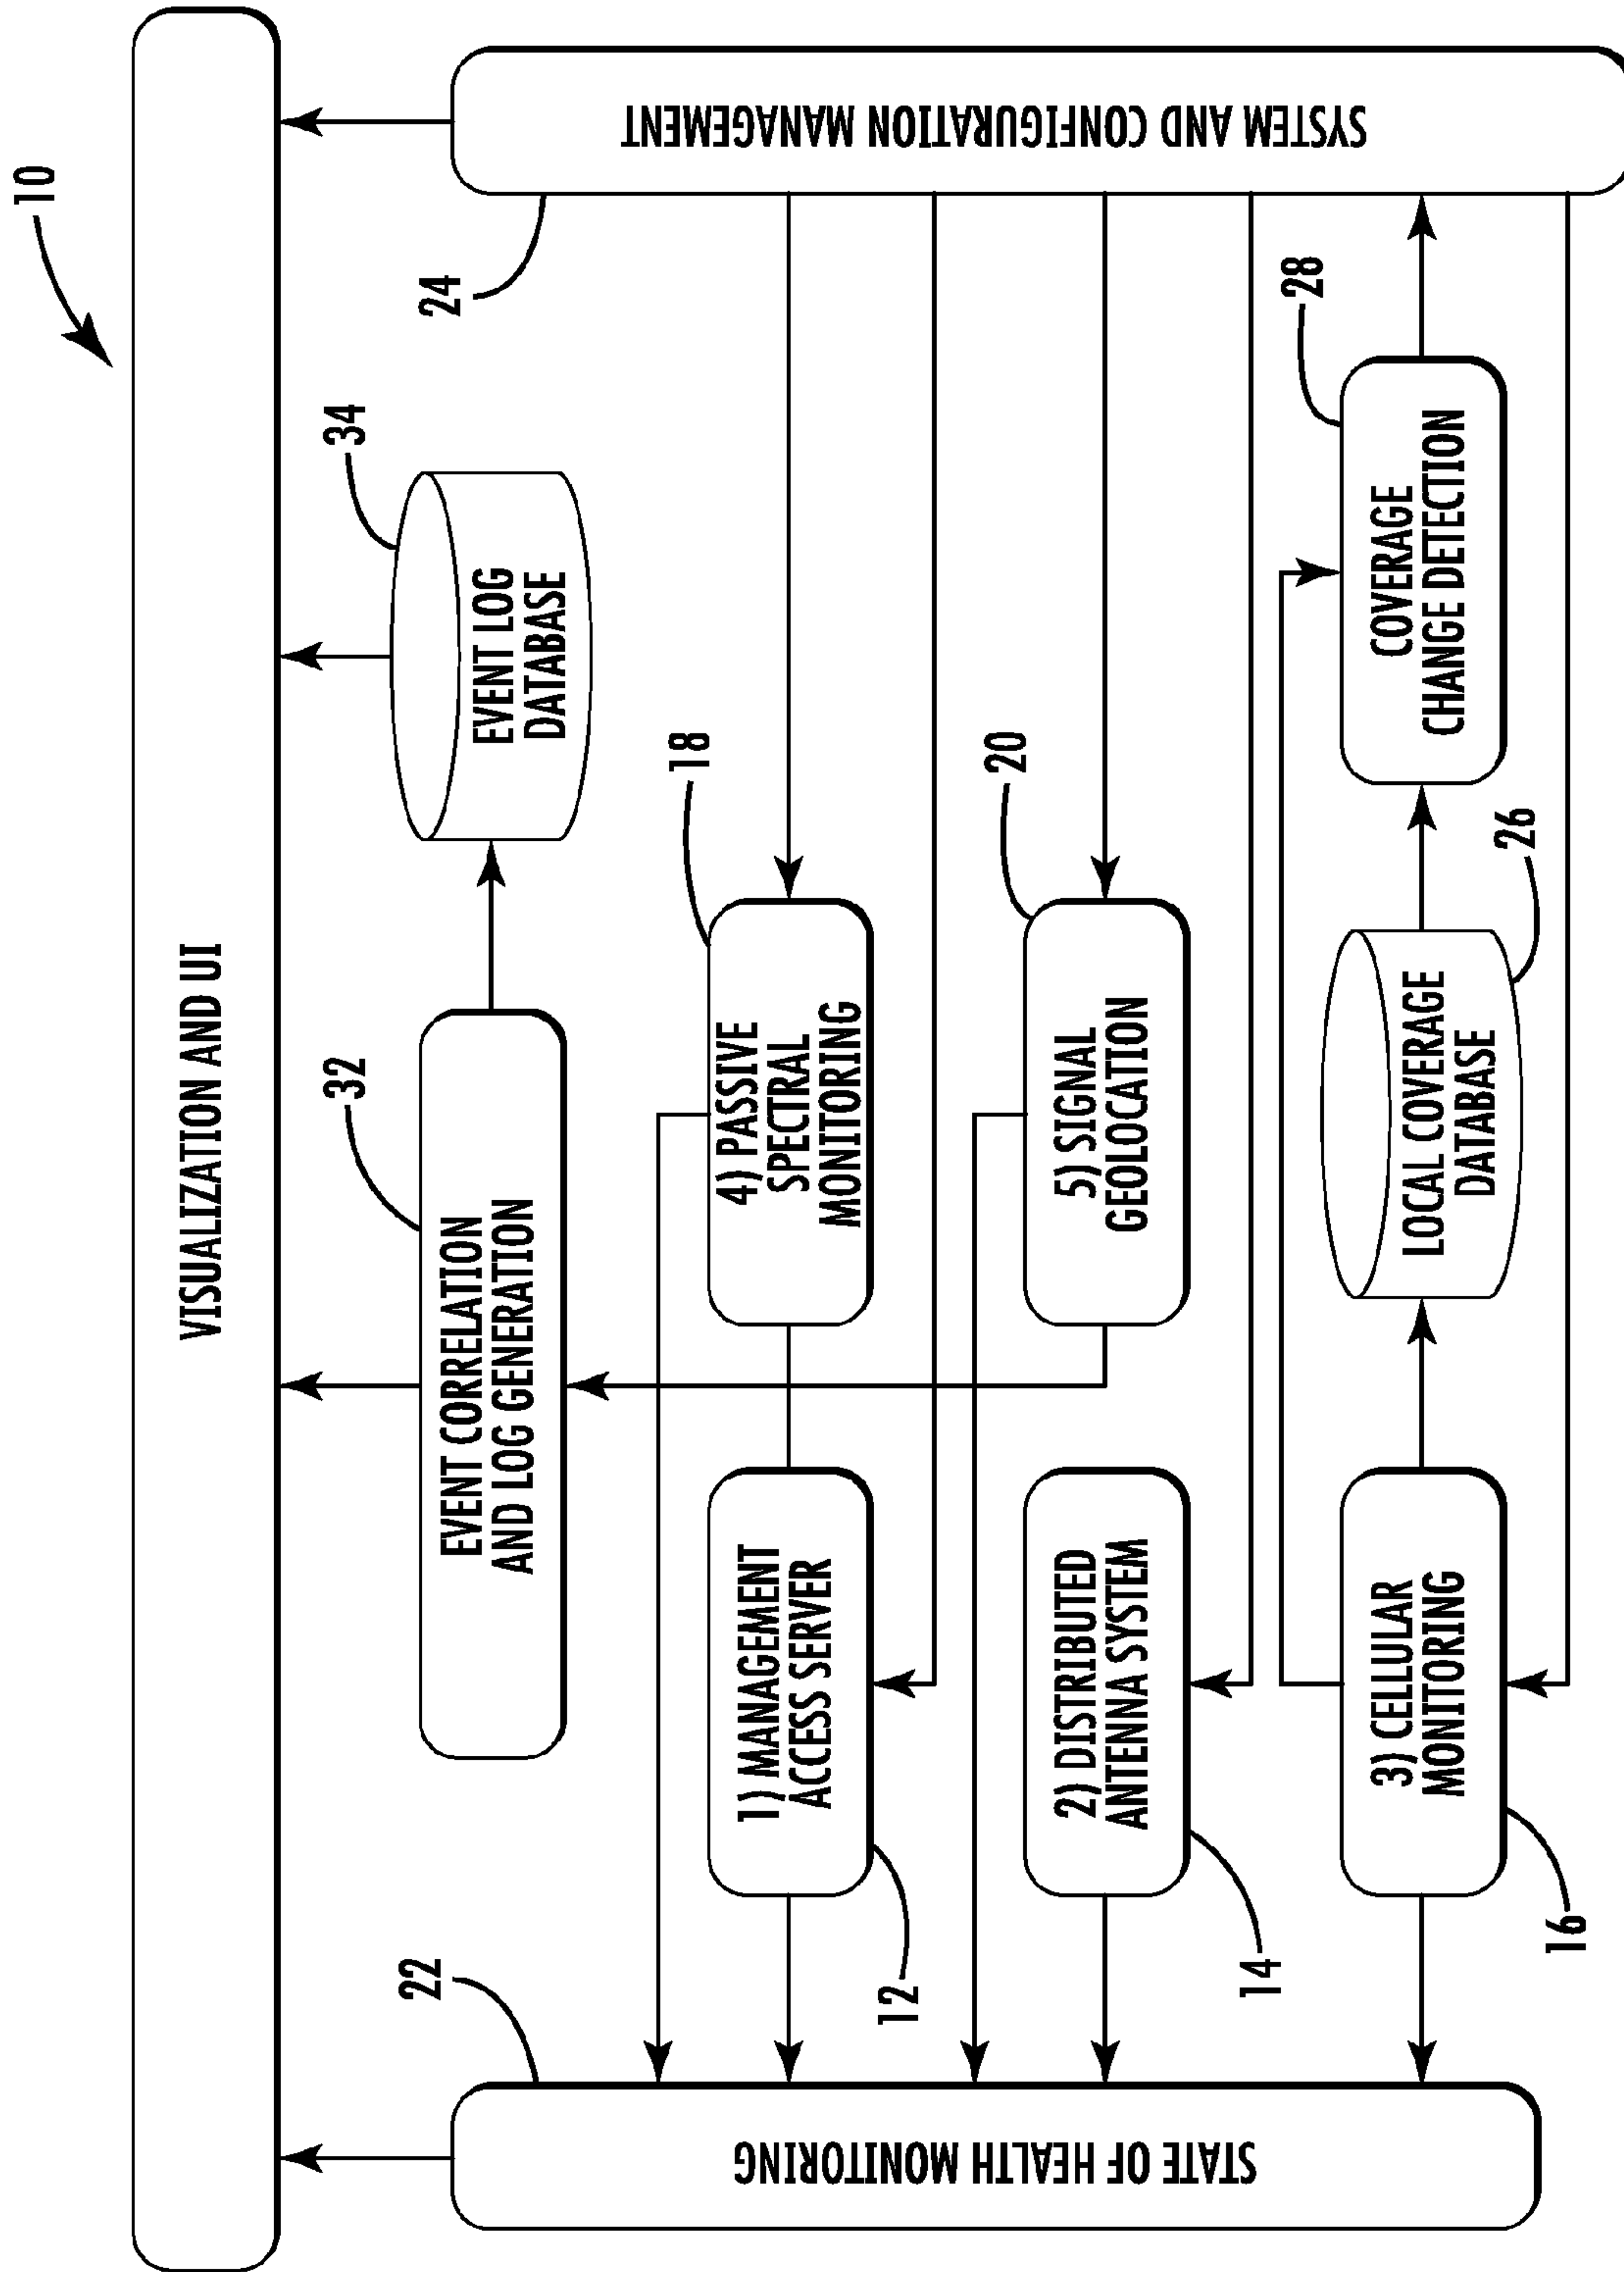 10
VISUALIZATION AND UI
32
EVENT CORRELATION
AND LOG GENERATION
34
EVENT LOG
DATABASE
22
STATE OF HEALTH MONITORING
24
SYSTEM AND CONFIGURATION MANAGEMENT
1) MANAGEMENT
ACCESS SERVER
12
4) PASSIVE
SPECTRAL
MONITORING
18
2) DISTRIBUTED
ANTENNA SYSTEM
14
5) SIGNAL
GEOLOCATION
20
3) CELLULAR
MONITORING
16
LOCAL COVERAGE
DATABASE
26
COVERAGE
CHANGE DETECTION
28